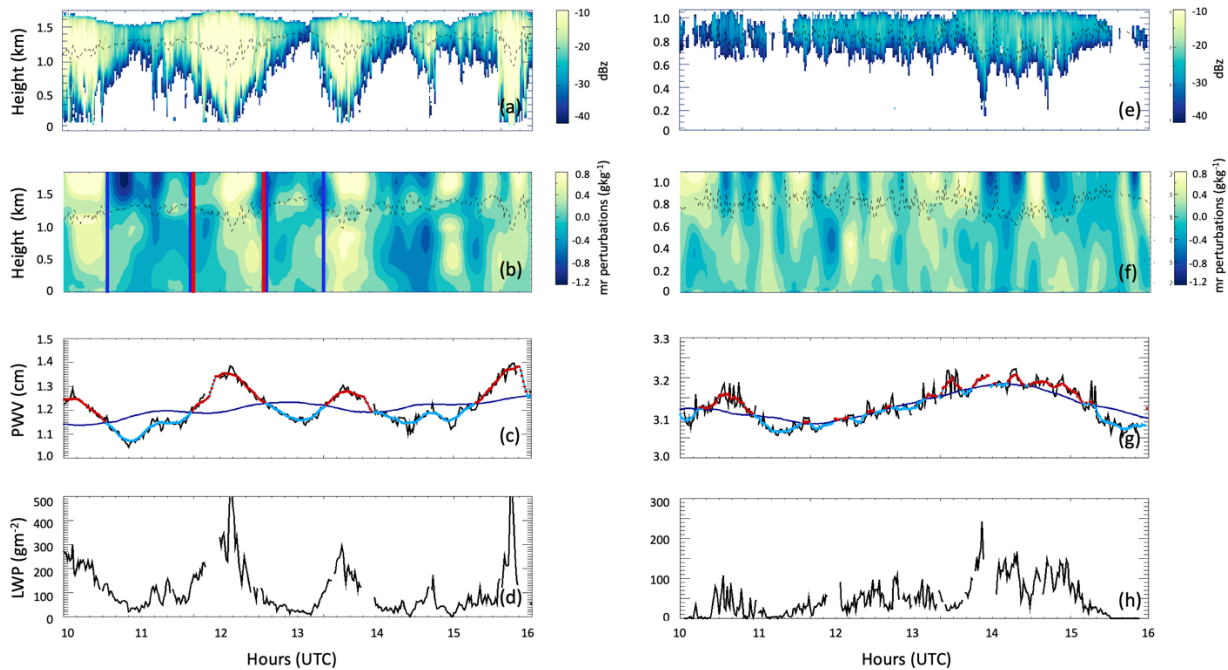 1.5
1.0
0.5
0
Height (km)
(a)
-10
-20
-30
-40
dBz
1.0
0.8
0.6
0.4
0.2
0
Height (km)
(e)
-10
-20
-30
-40
dBz
1.5
1.0
0.5
0
Height (km)
(b)
0.8
0.4
0.0
-0.4
-0.8
-1.2
mr perturbations (gkg-1)
1.0
0.8
0.6
0.4
0.2
0
Height (km)
(f)
0.8
0.4
0.0
-0.4
-0.8
-1.2
mr perturbations (gkg-1)
1.5
1.4
1.3
1.2
1.1
1.0
PWV (cm)
(c)
3.3
3.2
3.1
3.0
PWV (cm)
(g)
500
400
300
200
100
0
LWP (gm-2)
(d)
10 11 12 13 14 15 16
Hours (UTC)
300
200
100
0
LWP (gm-2)
(h)
10 11 12 13 14 15 16
Hours (UTC)